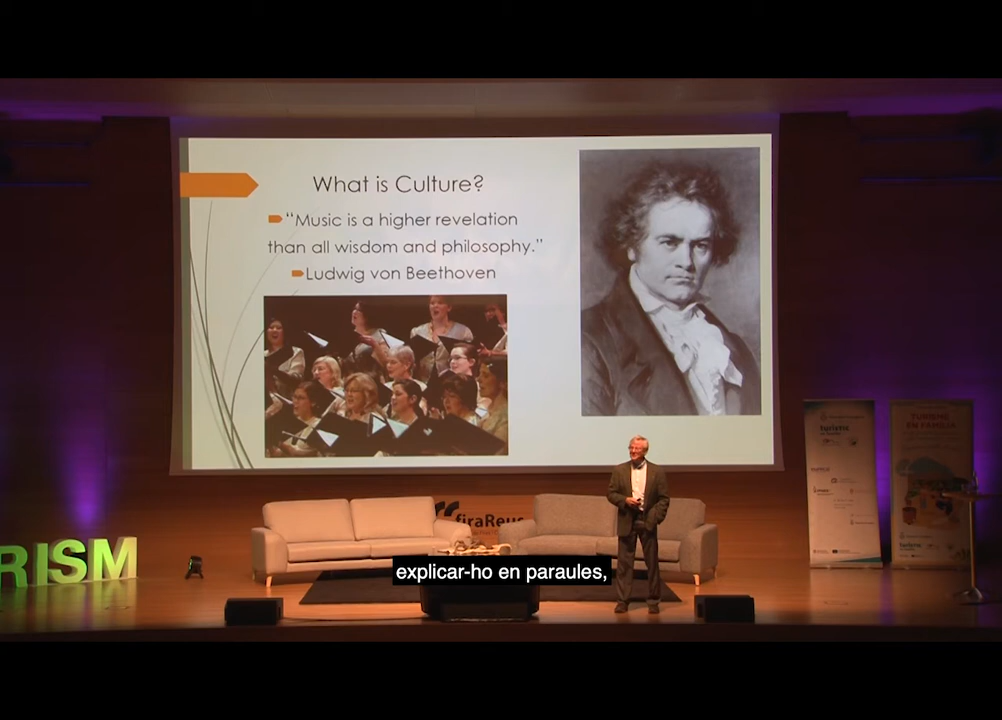 What is Culture?
“Music is a higher revelation
than all wisdom and philosophy.”
Ludwig von Beethoven
firaReus
TURISME
EN FAMÍLIA
RISM
explicar-ho en paraules,